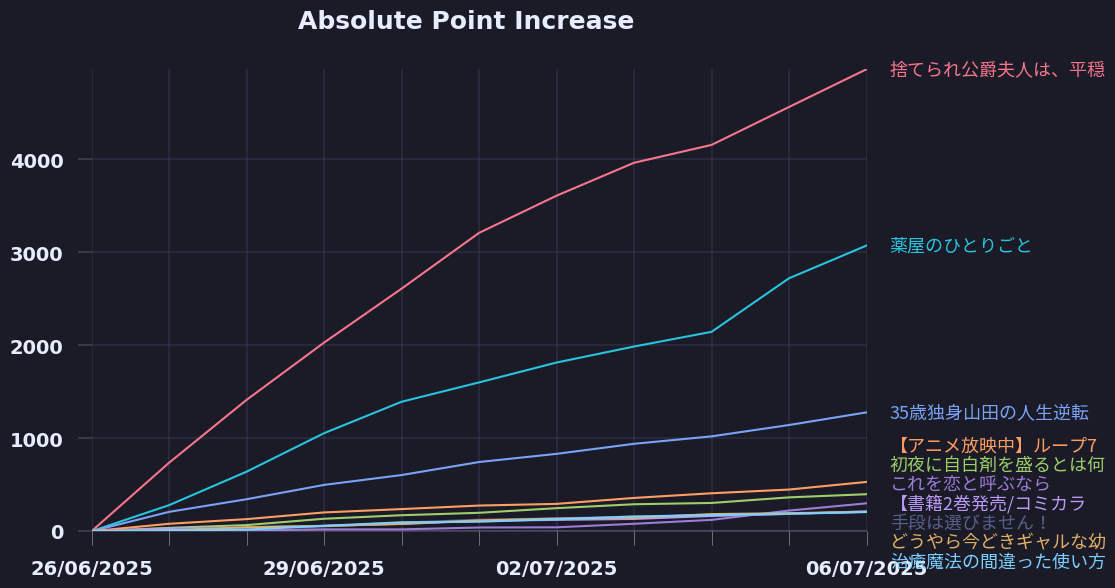 Absolute Point Increase
捨てられ公爵夫人は、平穏
4000
3000
薬屋のひとりごと
2000
35歳独身山田の人生逆転
1000
【アニメ放映中】ループ7
初夜に自白剤を盛るとは何
これを恋と呼ぶなら
【書籍2巻発売/コミカラ
手段は選びません！
0
どうやら今どきギャルな幼
治癒魔法の間違った使い方
26/06/2025
29/06/2025
02/07/2025
06/07/2025